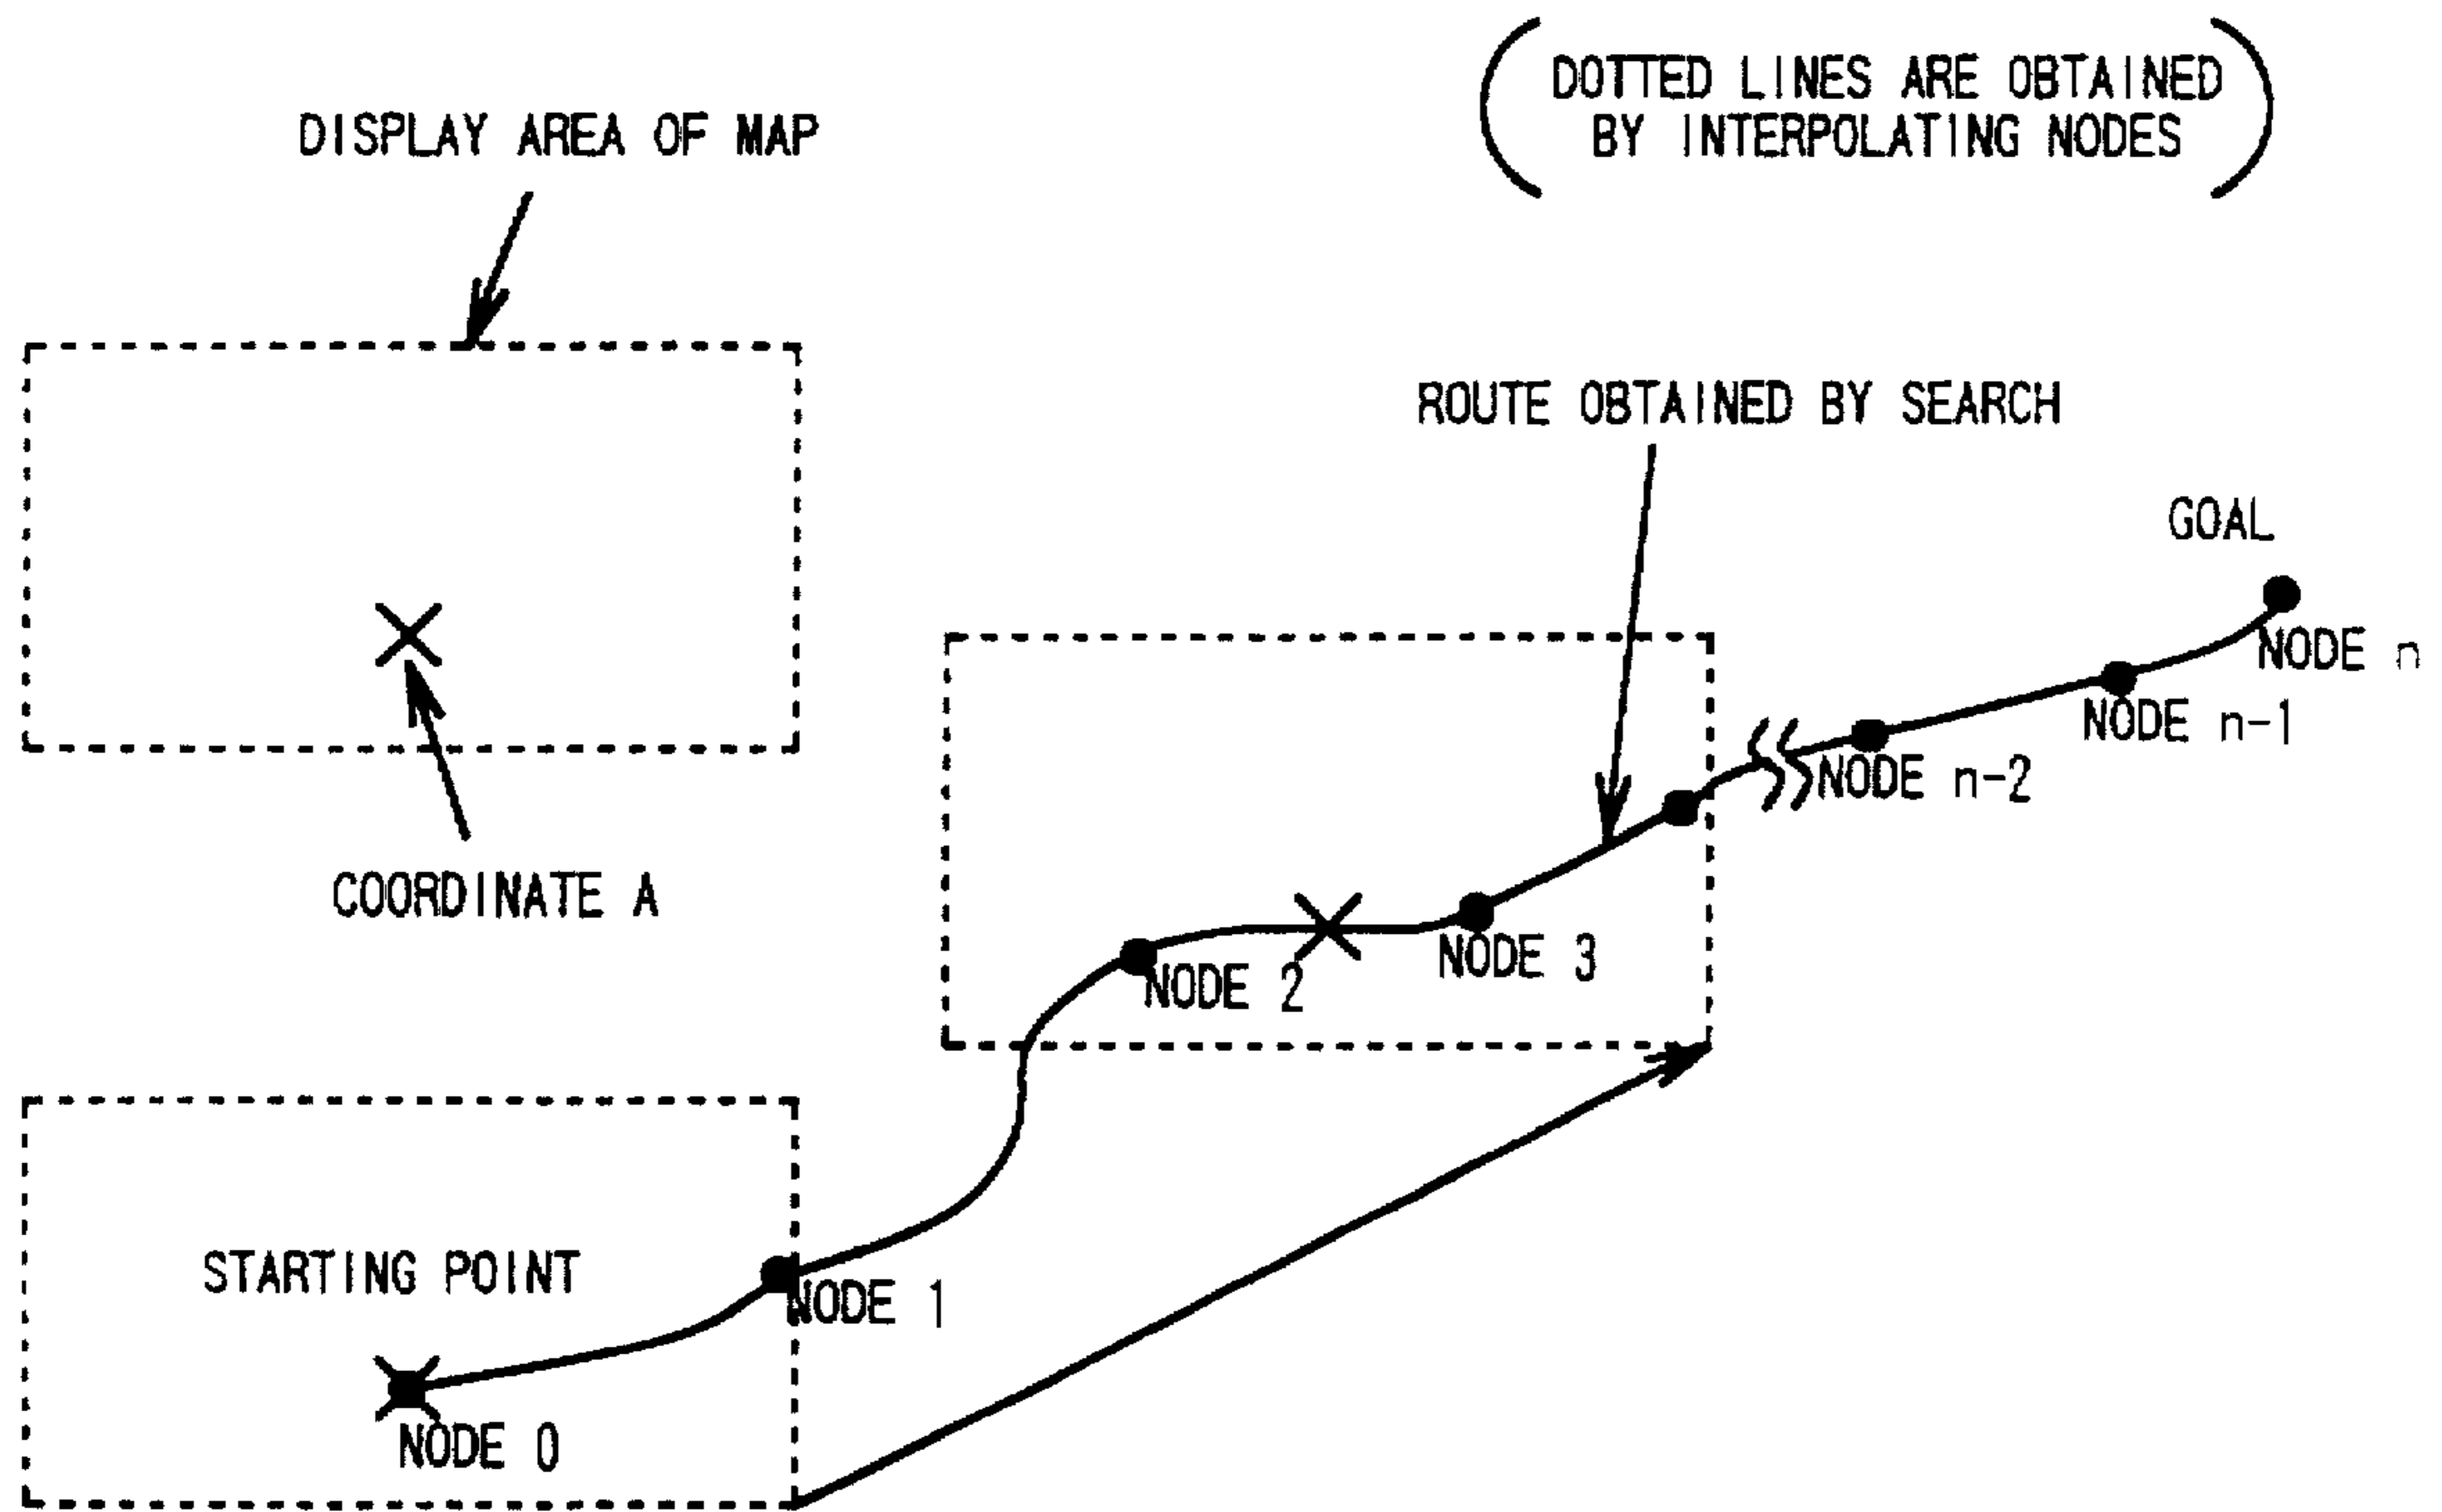 DISPLAY AREA OF MAP
DOTTED LINES ARE OBTAINED
BY INTERPOLATING NODES
ROUTE OBTAINED BY SEARCH
GOAL
NODE n
NODE n-1
NODE n-2
COORDINATE A
NODE 3
NODE 2
STARTING POINT
NODE 1
NODE 0